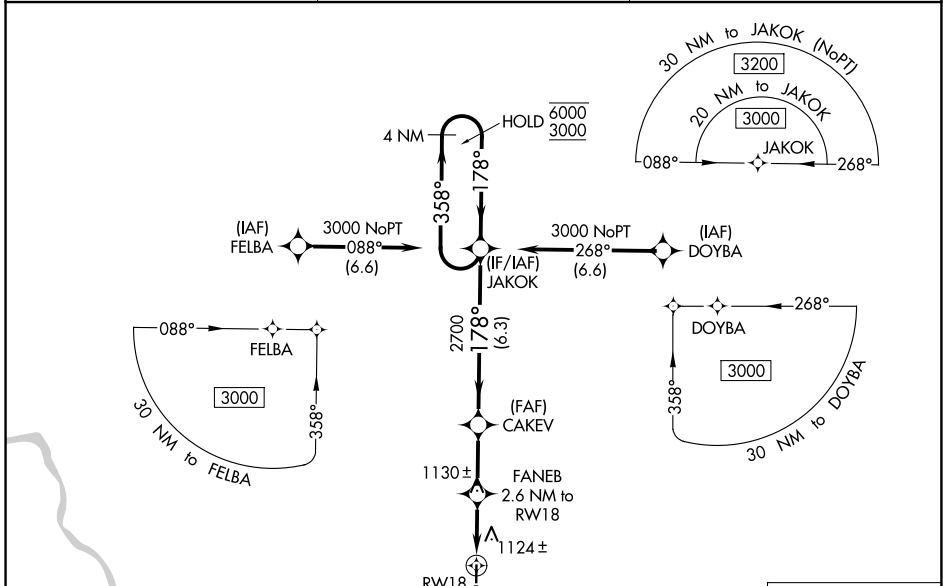 30 NM to JAKOK (NoPT)
3200
20 NM to JAKOK
3000
JAKOK
088°
268°
4 NM
HOLD
6000
3000
358°
178°
(IAF)
FELBA
3000 NoPT
088°
(6.6)
(IF/IAF)
JAKOK
3000 NoPT
268°
(6.6)
(IAF)
DOYBA
088°
FELBA
3000
358°
30 NM to FELBA
2700
178°
(6.3)
268°
DOYBA
3000
358°
30 NM to DOYBA
(FAF)
CAKEV
1130 ±
FANEB
2.6 NM to
RW18
1124 ±
RW18